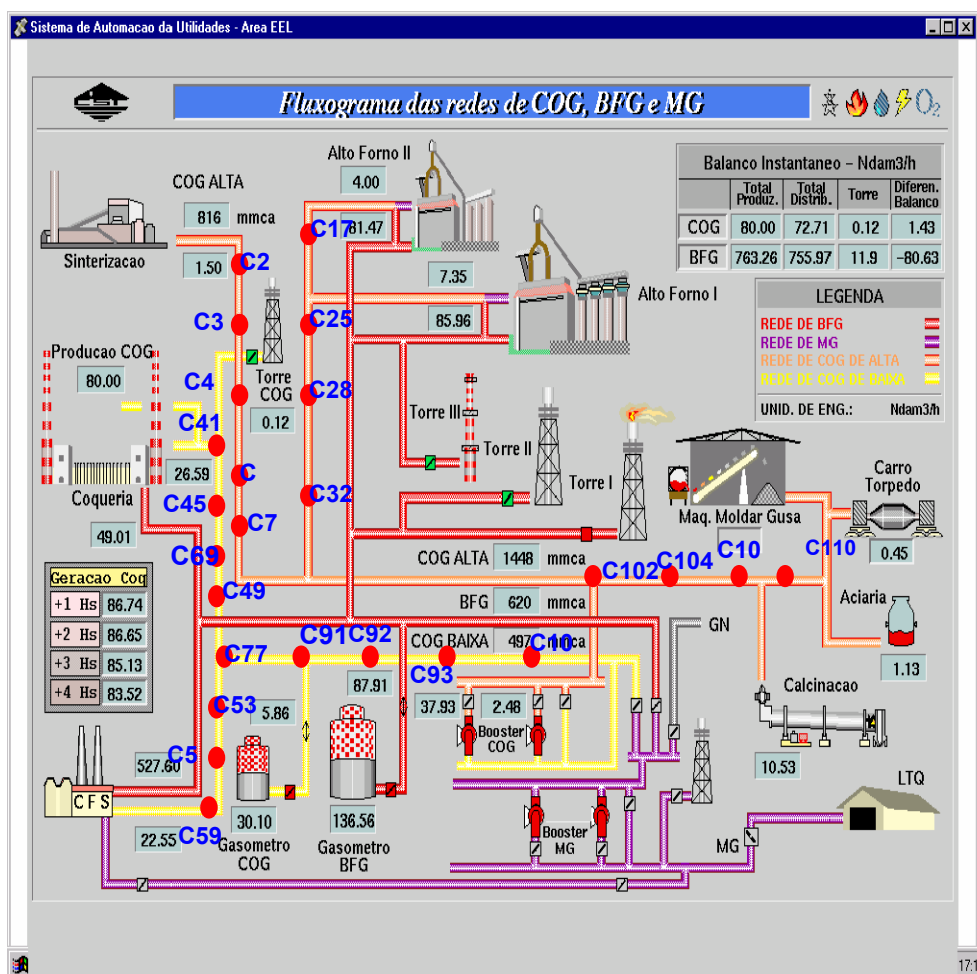 Sistema de Automacao da Utilidades - Area EEL
Fluxograma das redes de COG, BFG e MG
O2
Alto Forno II
4.00
COG ALTA
816 mmca
Sinterizacao
1.50
C2
C17
81.47
7.35
Alto Forno I
85.96
Balanco Instantaneo - Ndam3/h
Total Produz. Total Distrib. Torre Diferen. Balanco
COG 80.00 72.71 0.12 1.43
BFG 763.26 755.97 11.9 -80.63
LEGENDA
REDE DE BFG
REDE DE MG
REDE DE COG DE ALTA
REDE DE COG DE BAIXA
UNID. DE ENG.: Ndam3/h
C3
C25
Producao COG
80.00
Torre COG
0.12
C4
C28
C41
26.59
Coqueria
49.01
C
C45
C7
C32
C69
C49
Torre III
Torre II
Torre I
Maq. Moldar Gusa
Carro Torpedo
0.45
COG ALTA 1448 mmca
C102
C104
C10
C110
BFG 620 mmca
COG BAIXA 497 mmca
GN
Aciaria
1.13
Geracao Coq
+1 Hs 86.74
+2 Hs 86.65
+3 Hs 85.13
+4 Hs 83.52
C77
C91
C92
C93
C10
87.91
C53
5.86
37.93
2.48
Booster COG
Calcinacao
10.53
C5
527.60
CFS
C59
22.55
30.10
Gasometro COG
136.56
Gasometro BFG
Booster MG
MG
LTQ
17:1